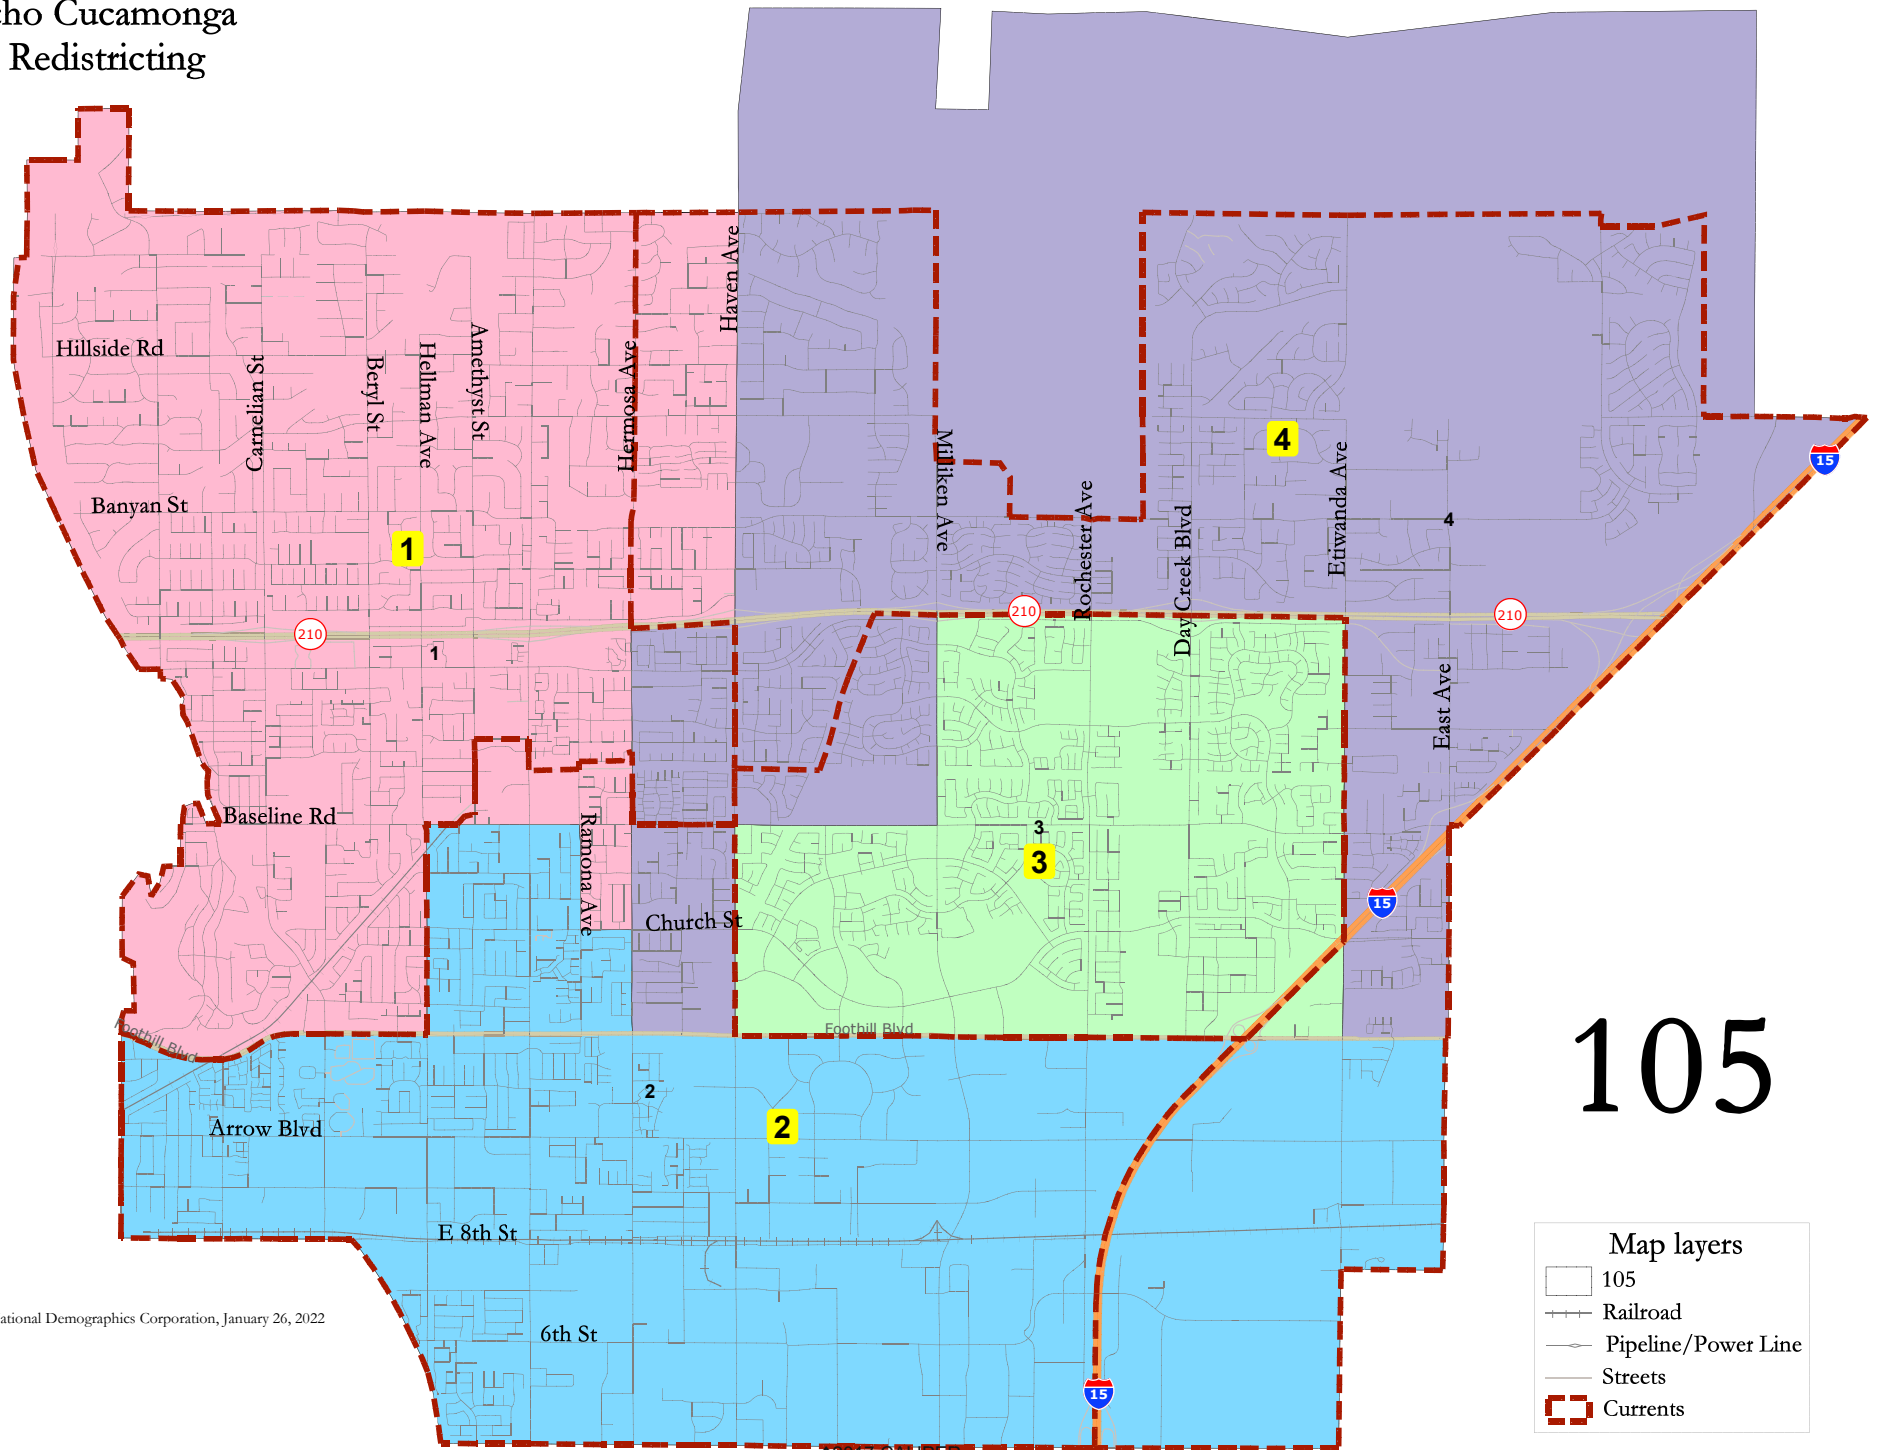 cho Cucamonga
Redistricting
Haven Ave
Hillside Rd
Carnelian St
Beryl St
Hellman Ave
Amethyst St
Hermosa Ave
4
Milliken Ave
Etiwanda Ave
15
Banyan St
1
Rochester Ave
Day Creek Blvd
4
210
210
210
1
East Ave
Baseline Rd
Ramona Ave
3
3
Church St
15
Foothill Blvd
Foothill Blvd
105
2
2
Arrow Blvd
E 8th St
ational Demographics Corporation, January 26, 2022
6th St
15
Map layers
105
Railroad
Pipeline/Power Line
Streets
Currents